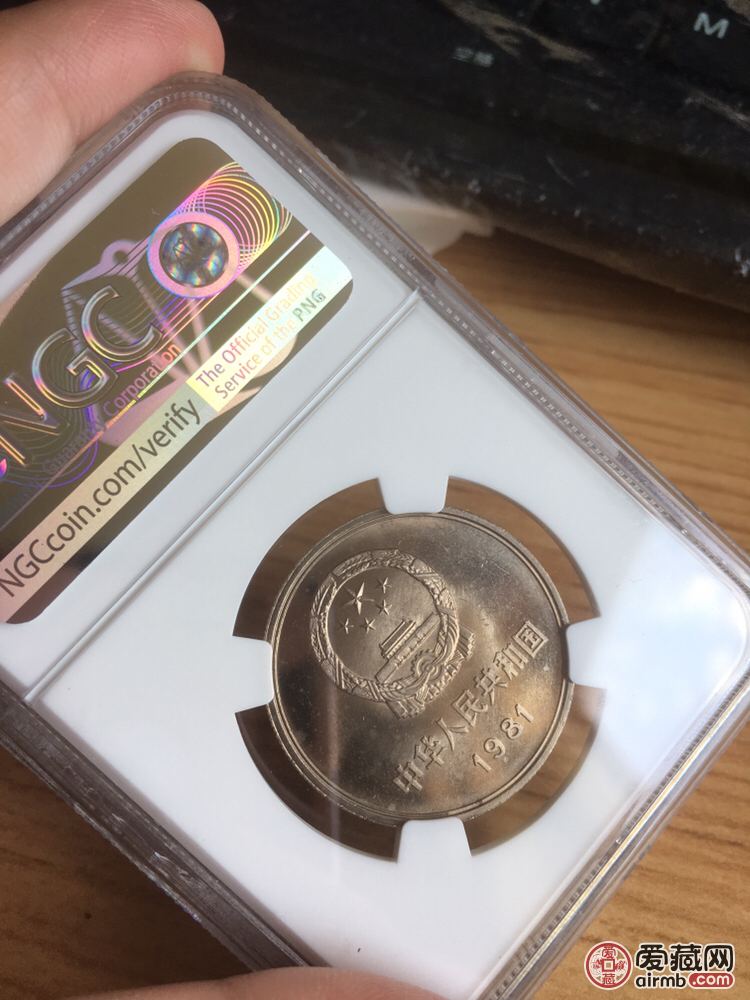 M
NGC
Guaranty Corporation
The Official Grading
Service of the PNG
NGCcoin.com/verify
中华人民共和国
1981
爱藏网
airmb.com